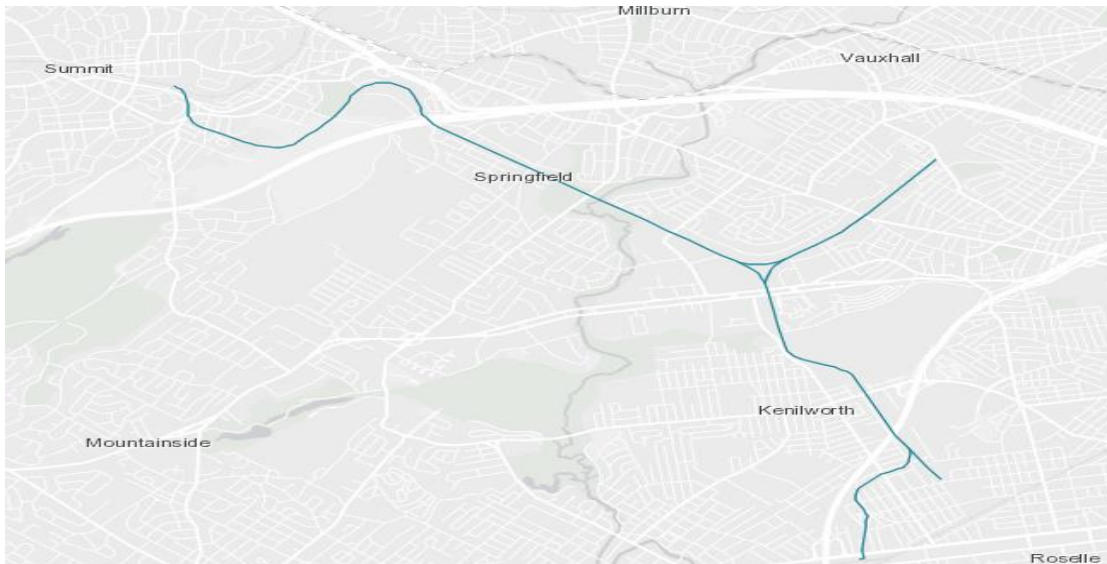 Millburn
Vauxhall
Summit
Springfield
Kenilworth
Mountainside
Roselle